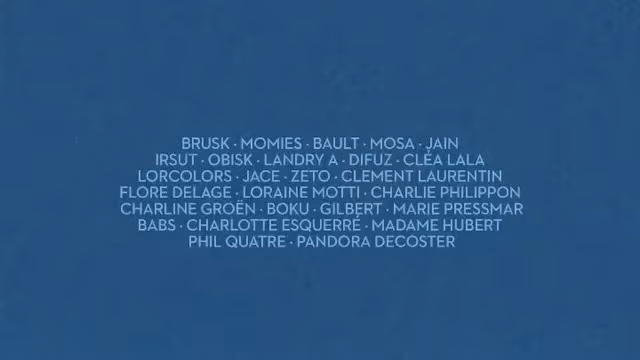 BRUSK · MOMIES · BAULT · MOSA · JAIN
IRSUT · OBISK · LANDRY A · DIFUZ · CLÉA LALA
LORCOLORS · JACE · ZETO · CLEMENT LAURENTIN
FLORE DELAGE · LORAINE MOTTI · CHARLIE PHILIPPON
CHARLINE GROËN · BOKU · GILBERT · MARIE PRESSMAR
BABS · CHARLOTTE ESQUERRÉ · MADAME HUBERT
PHIL QUATRE · PANDORA DECOSTER